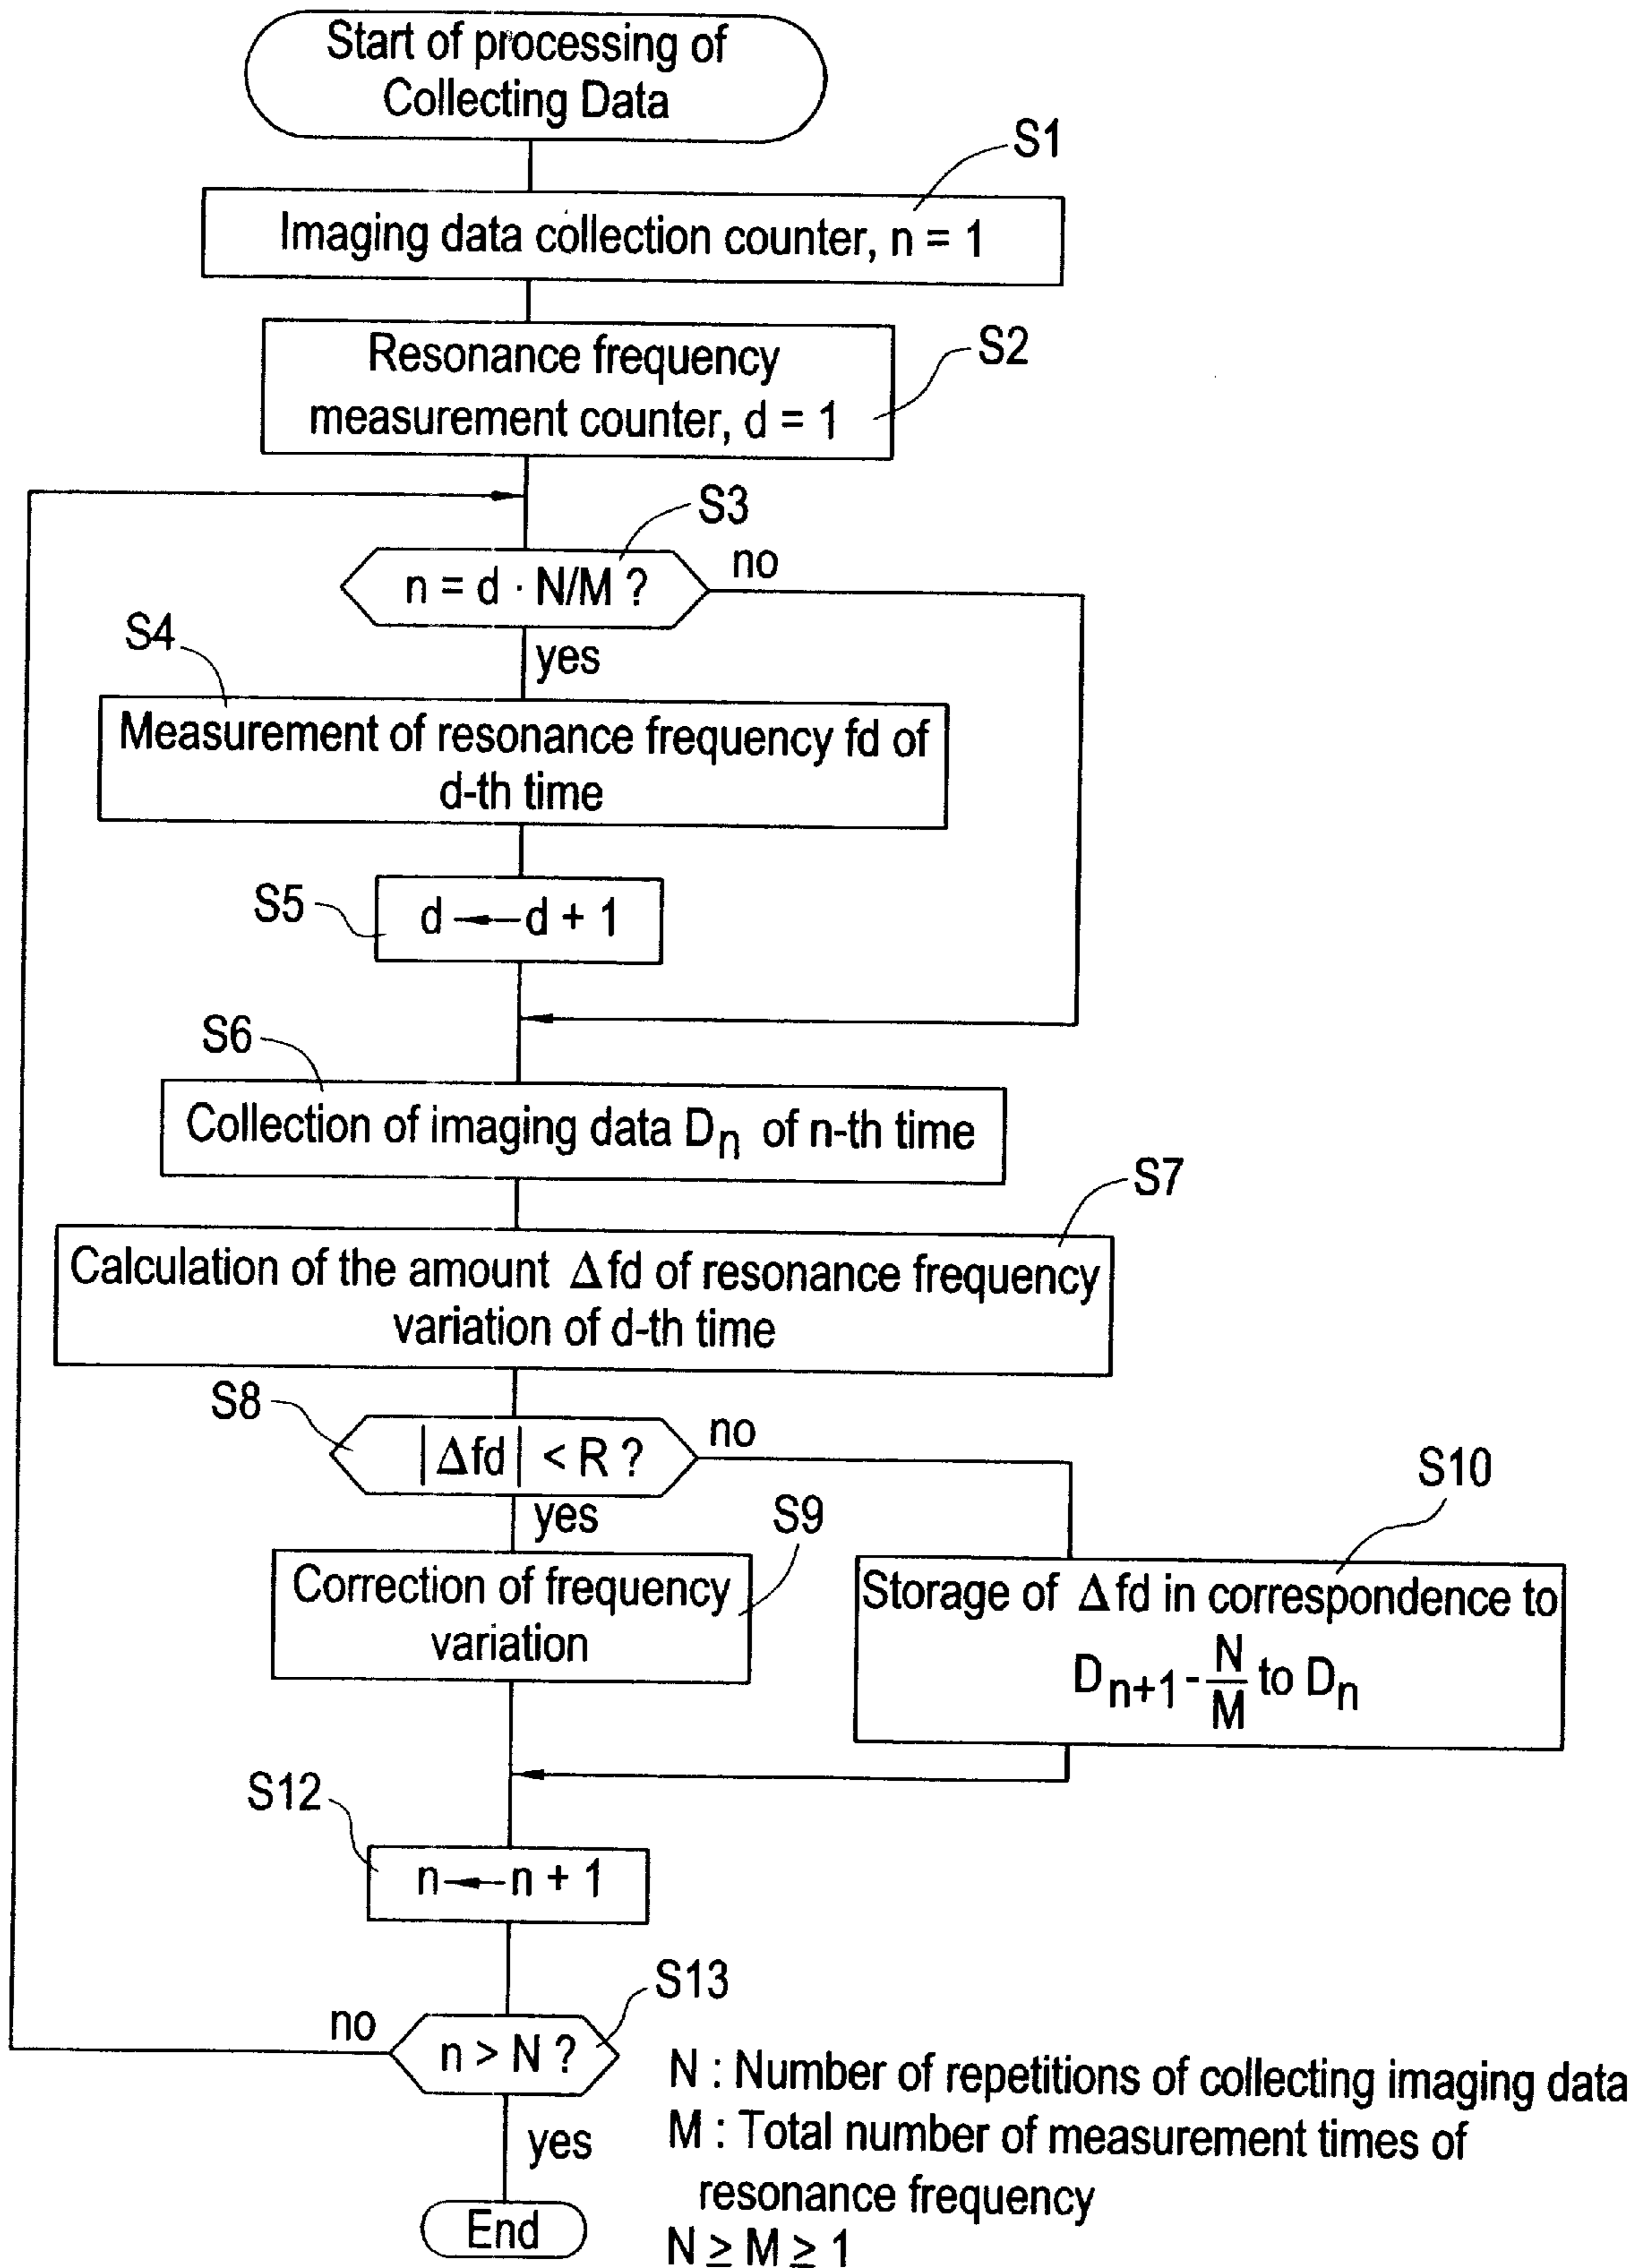 Start of processing of
Collecting Data
S1
Imaging data collection counter, n = 1
S2
Resonance frequency
measurement counter, d = 1
S3
n = d · N/M ?
no
yes
S4
Measurement of resonance frequency fd of
d-th time
S5
d ← d + 1
S6
Collection of imaging data Dn of n-th time
S7
Calculation of the amount Δfd of resonance frequency
variation of d-th time
S8
|Δfd| < R ?
no
yes
S9
Correction of frequency
variation
S10
Storage of Δfd in correspondence to
Dn+1 - N/M to Dn
S12
n ← n + 1
S13
no
n > N ?
yes
End
N : Number of repetitions of collecting imaging data
M : Total number of measurement times of
resonance frequency
N ≥ M ≥ 1